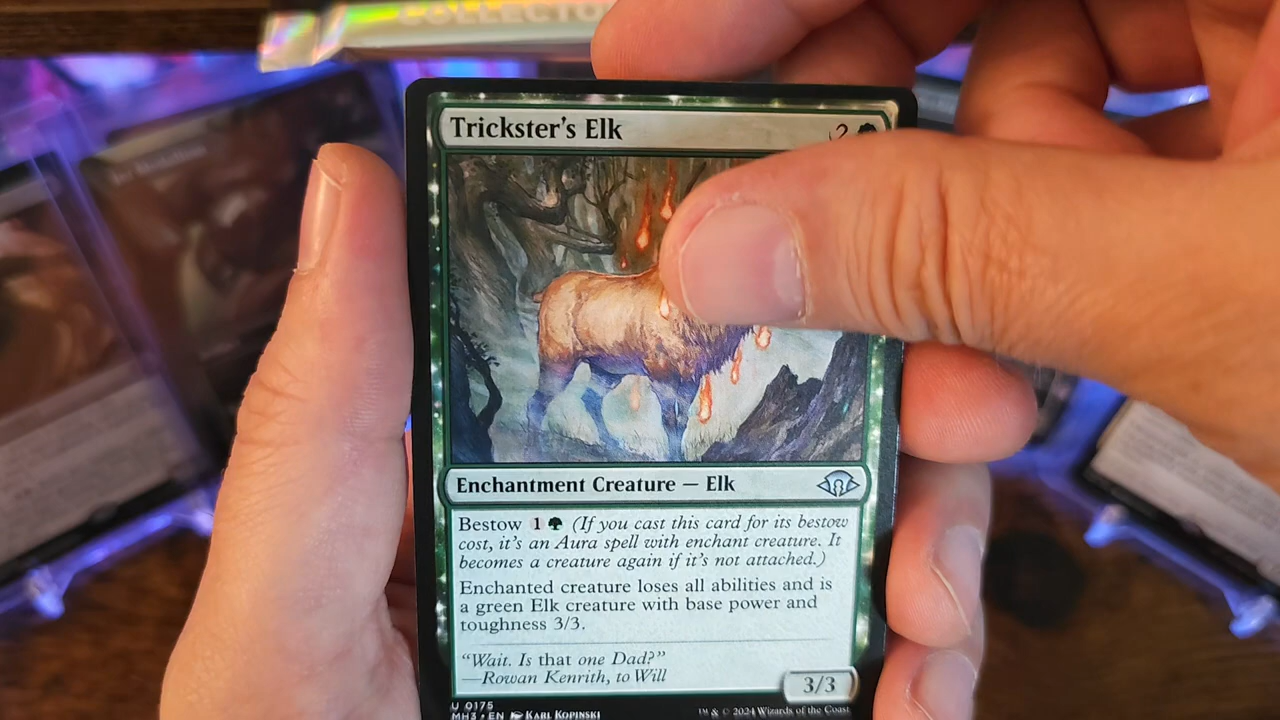 COLLECTO
Trickster's Elk 2
Enchantment Creature — Elk
Bestow 1 (If you cast this card for its bestow
cost, it's an Aura spell with enchant creature. It
becomes a creature again if it's not attached.)
Enchanted creature loses all abilities and is
a green Elk creature with base power and
toughness 3/3.
"Wait. Is that one Dad?"
—Rowan Kenrith, to Will
3/3
U 0175
MH3 • EN Karl Kopinski
™ & © 2024 Wizards of the Coast